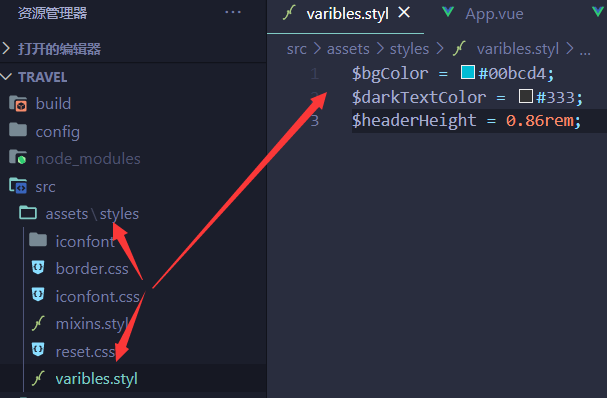 资源管理器 ···
打开的编辑器
TRAVEL
build
config
node_modules
src
assets\styles
iconfont
border.css
iconfont.css
mixins.styl
reset.css
varibles.styl
varibles.styl × App.vue
src > assets > styles > varibles.styl > ...
1 $bgColor = #00bcd4;
2 $darkTextColor = #333;
3 $headerHeight = 0.86rem;